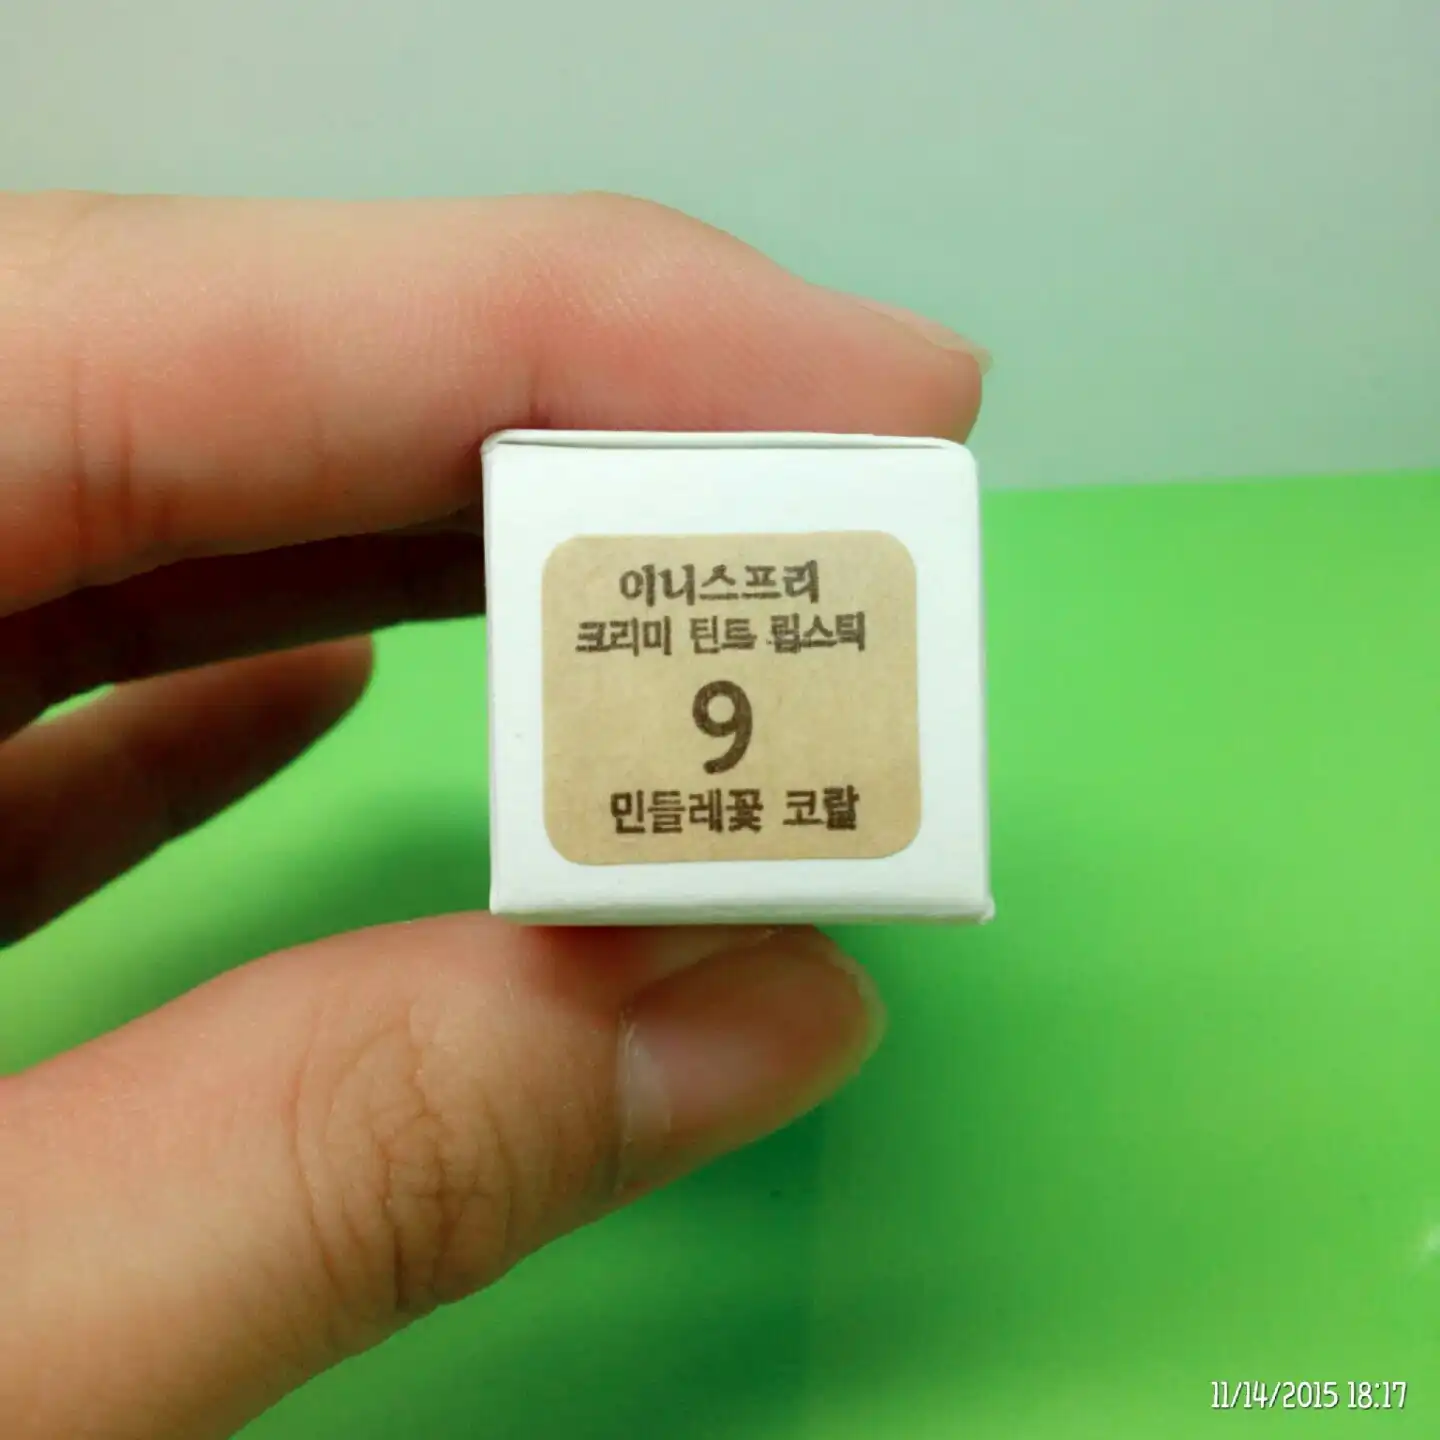 이니스프리
크리미 틴트 립스틱
9
민들레꽃 코랄
11/14/2015 18:17